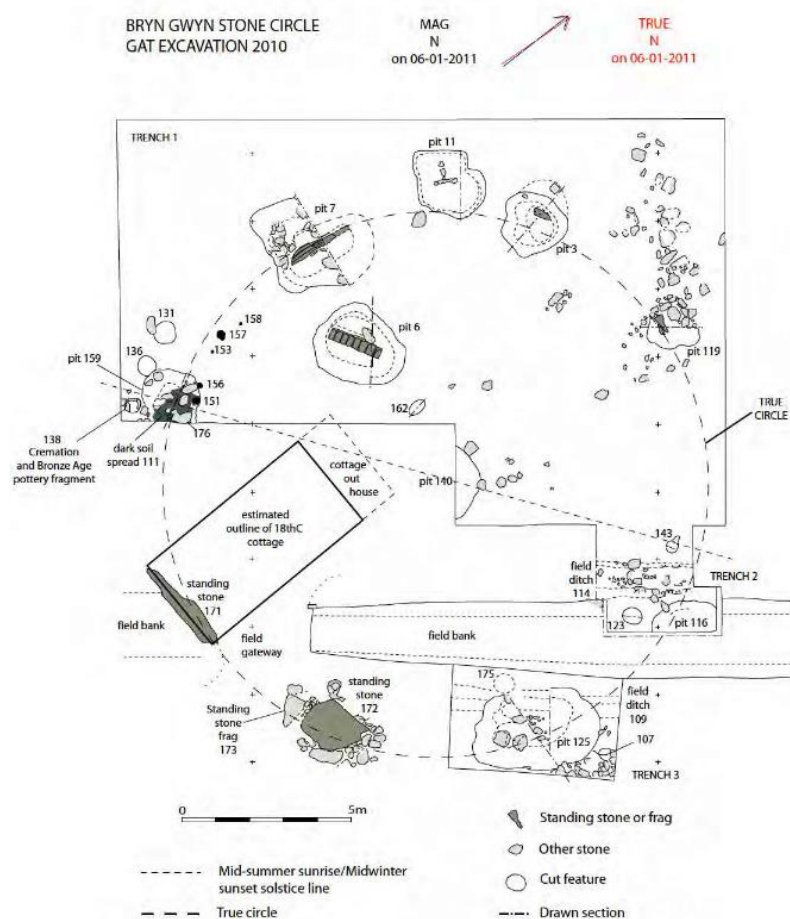 BRYN GWYN STONE CIRCLE
GAT EXCAVATION 2010
MAG
N
on 06-01-2011
TRUE
N
on 06-01-2011
TRENCH 1
pit 11
pit 7
pit 3
131
158
157
153
pit 6
pit 119
136
pit 159
156
151
162
TRUE
CIRCLE
138
Cremation
and Bronze Age
pottery fragment
dark soil
spread 111
176
cottage
out
house
pit 140
estimated
outline of 18thC
cottage
143
field
ditch
114
TRENCH 2
standing
stone
171
field bank
field
gateway
field bank
123
pit 116
175
standing
stone
172
Standing
stone
frag
173
field
ditch
109
107
pit 125
TRENCH 3
0
5m
Standing stone or frag
Other stone
Cut feature
Mid-summer sunrise/Midwinter
sunset solstice line
True circle
Drawn section